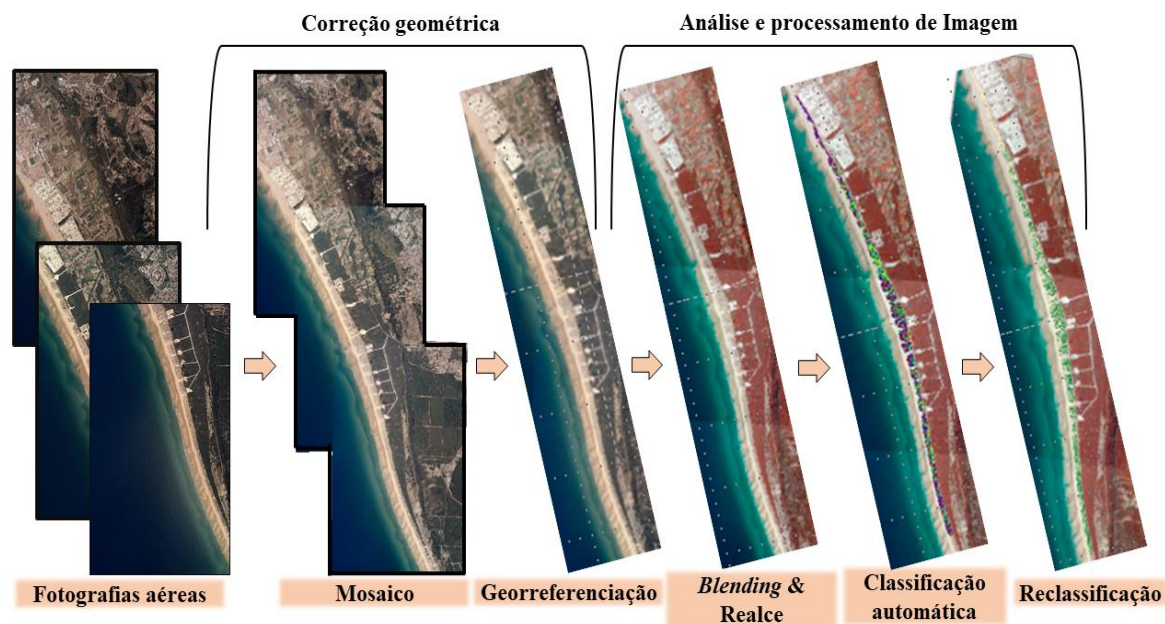 Correção geométrica
Análise e processamento de Imagem
Fotografias aéreas
Mosaico
Georreferenciação
Blending &
Realce
Classificação
automática
Reclassificação